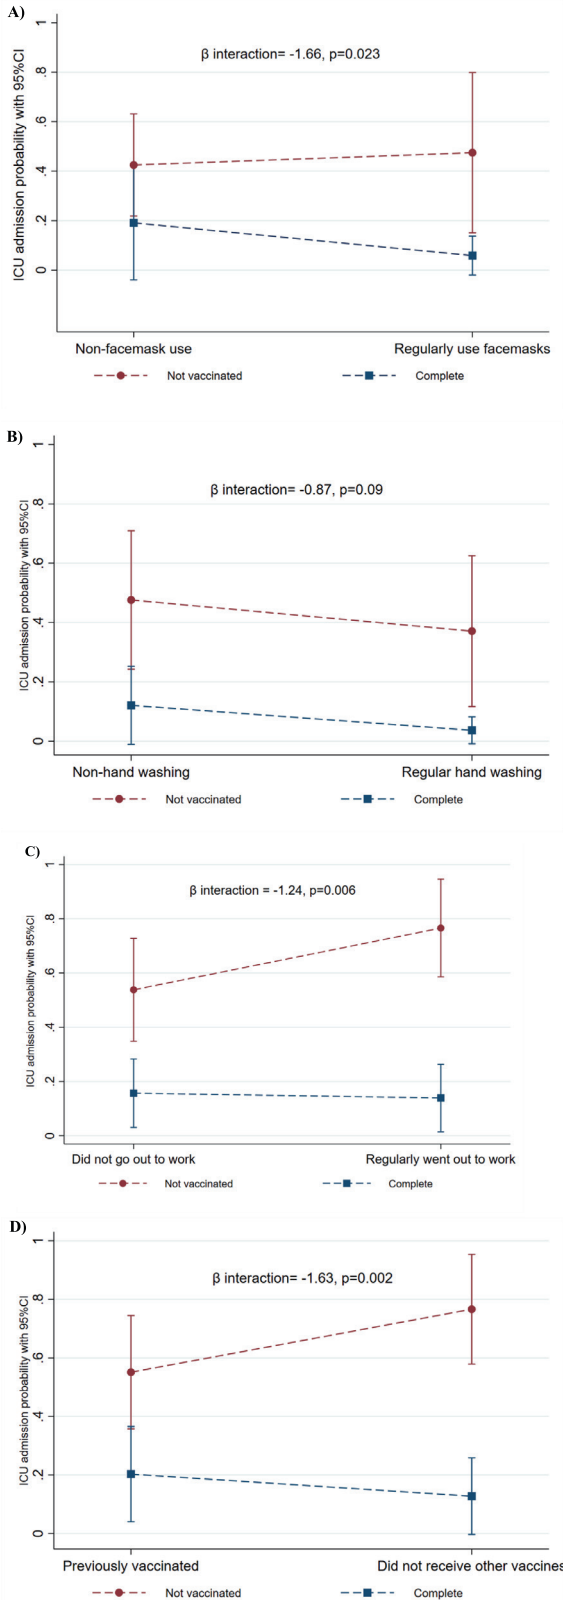 A)
β interaction= -1.66, p=0.023
ICU admission probability with 95%CI
1
.8
.6
.4
.2
0
Non-facemask use
Regularly use facemasks
Not vaccinated
Complete
B)
β interaction= -0.87, p=0.09
ICU admission probability with 95%CI
1
.8
.6
.4
.2
0
Non-hand washing
Regular hand washing
Not vaccinated
Complete
C)
β interaction = -1.24, p=0.006
ICU admission probability with 95%CI
1
.8
.6
.4
.2
0
Did not go out to work
Regularly went out to work
Not vaccinated
Complete
D)
β interaction= -1.63, p=0.002
ICU admission probability with 95%CI
1
.8
.6
.4
.2
0
Previously vaccinated
Did not receive other vaccines
Not vaccinated
Complete